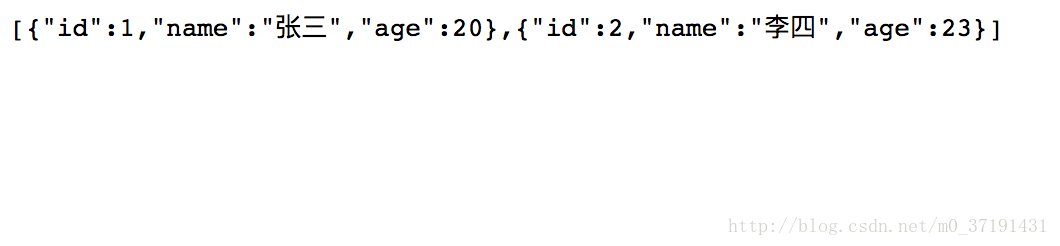 [{"id":1,"name":"张三","age":20},{"id":2,"name":"李四","age":23}]
http://blog.csdn.net/m0_37191431